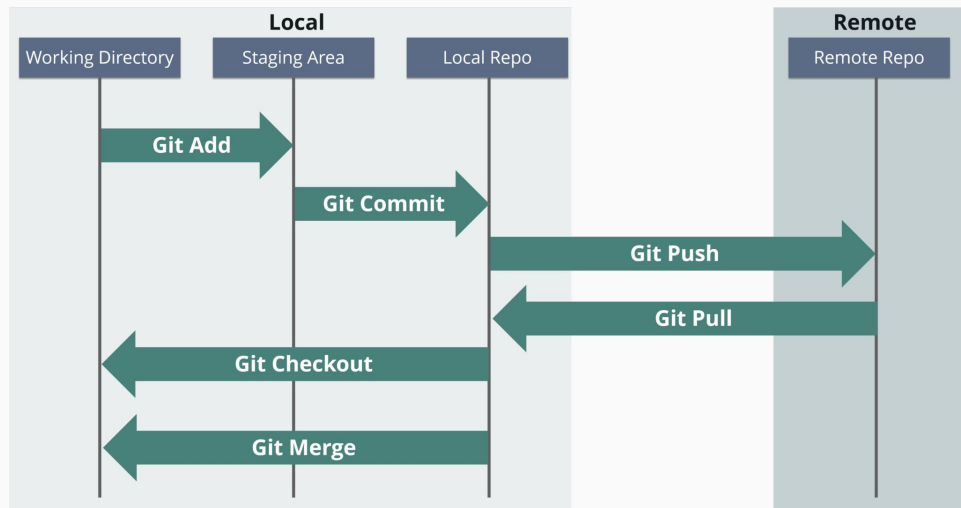 Local
Remote
Working Directory
Staging Area
Local Repo
Remote Repo
Git Add
Git Commit
Git Push
Git Pull
Git Checkout
Git Merge